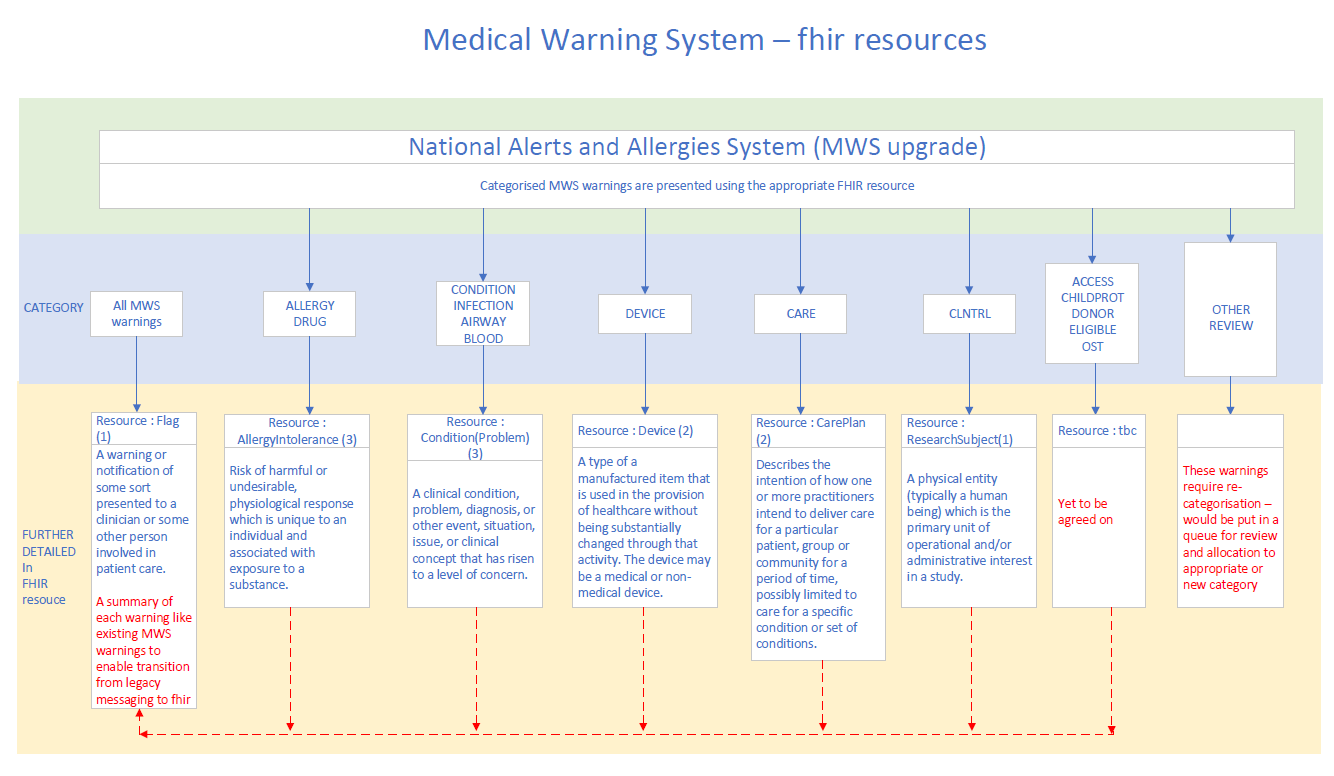 Medical Warning System – fhir resources
National Alerts and Allergies System (MWS upgrade)
Categorised MWS warnings are presented using the appropriate FHIR resource
CATEGORY
All MWS
warnings
ALLERGY
DRUG
CONDITION
INFECTION
AIRWAY
BLOOD
DEVICE
CARE
CLNTRL
ACCESS
CHILDPROT
DONOR
ELIGIBLE
OST
OTHER
REVIEW
FURTHER
DETAILED
In
FHIR
resouce
Resource : Flag
(1)
A warning or
notification of
some sort
presented to a
clinician or some
other person
involved in
patient care.
A summary of
each warning like
existing MWS
warnings to
enable transition
from legacy
messaging to fhir
Resource :
AllergyIntolerance (3)
Risk of harmful or
undesirable,
physiological response
which is unique to an
individual and
associated with
exposure to a
substance.
Resource :
Condition(Problem)
(3)
A clinical condition,
problem, diagnosis, or
other event, situation,
issue, or clinical
concept that has risen
to a level of concern.
Resource : Device (2)
A type of a
manufactured item that
is used in the provision
of healthcare without
being substantially
changed through that
activity. The device may
be a medical or non-
medical device.
Resource : CarePlan
(2)
Describes the
intention of how one
or more practitioners
intend to deliver care
for a particular
patient, group or
community for a
period of time,
possibly limited to
care for a specific
condition or set of
conditions.
Resource :
ResearchSubject(1)
A physical entity
(typically a human
being) which is the
primary unit of
operational and/or
administrative interest
in a study.
Resource : tbc
Yet to be
agreed on
These warnings
require re-
categorisation –
would be put in a
queue for review
and allocation to
appropriate or
new category